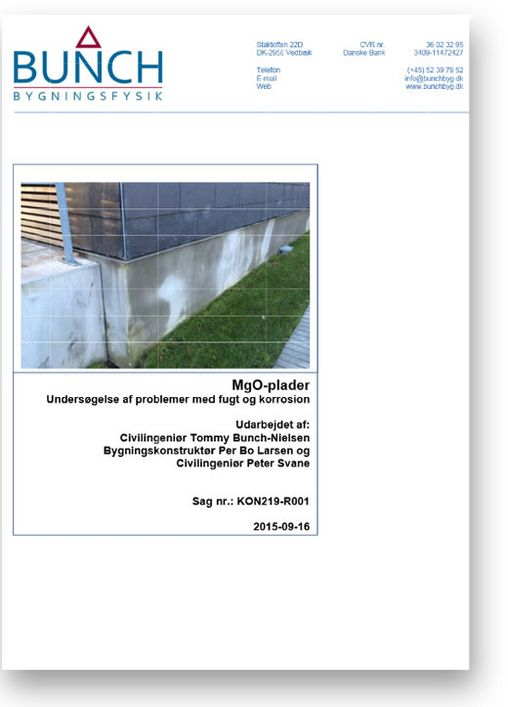 BUNCH
BYGNINGSFYSIK
Staktoften 22D
DK-2950 Vedbæk
Telefon
E-mail
Web
CVR nr.
Danske Bank
36 02 32 95
3409-11472427
(+45) 52 39 79 52
info@bunchbyg.dk
www.bunchbyg.dk
MgO-plader
Undersøgelse af problemer med fugt og korrosion
Udarbejdet af:
Civilingeniør Tommy Bunch-Nielsen
Bygningskonstruktør Per Bo Larsen og
Civilingeniør Peter Svane
Sag nr.: KON219-R001
2015-09-16